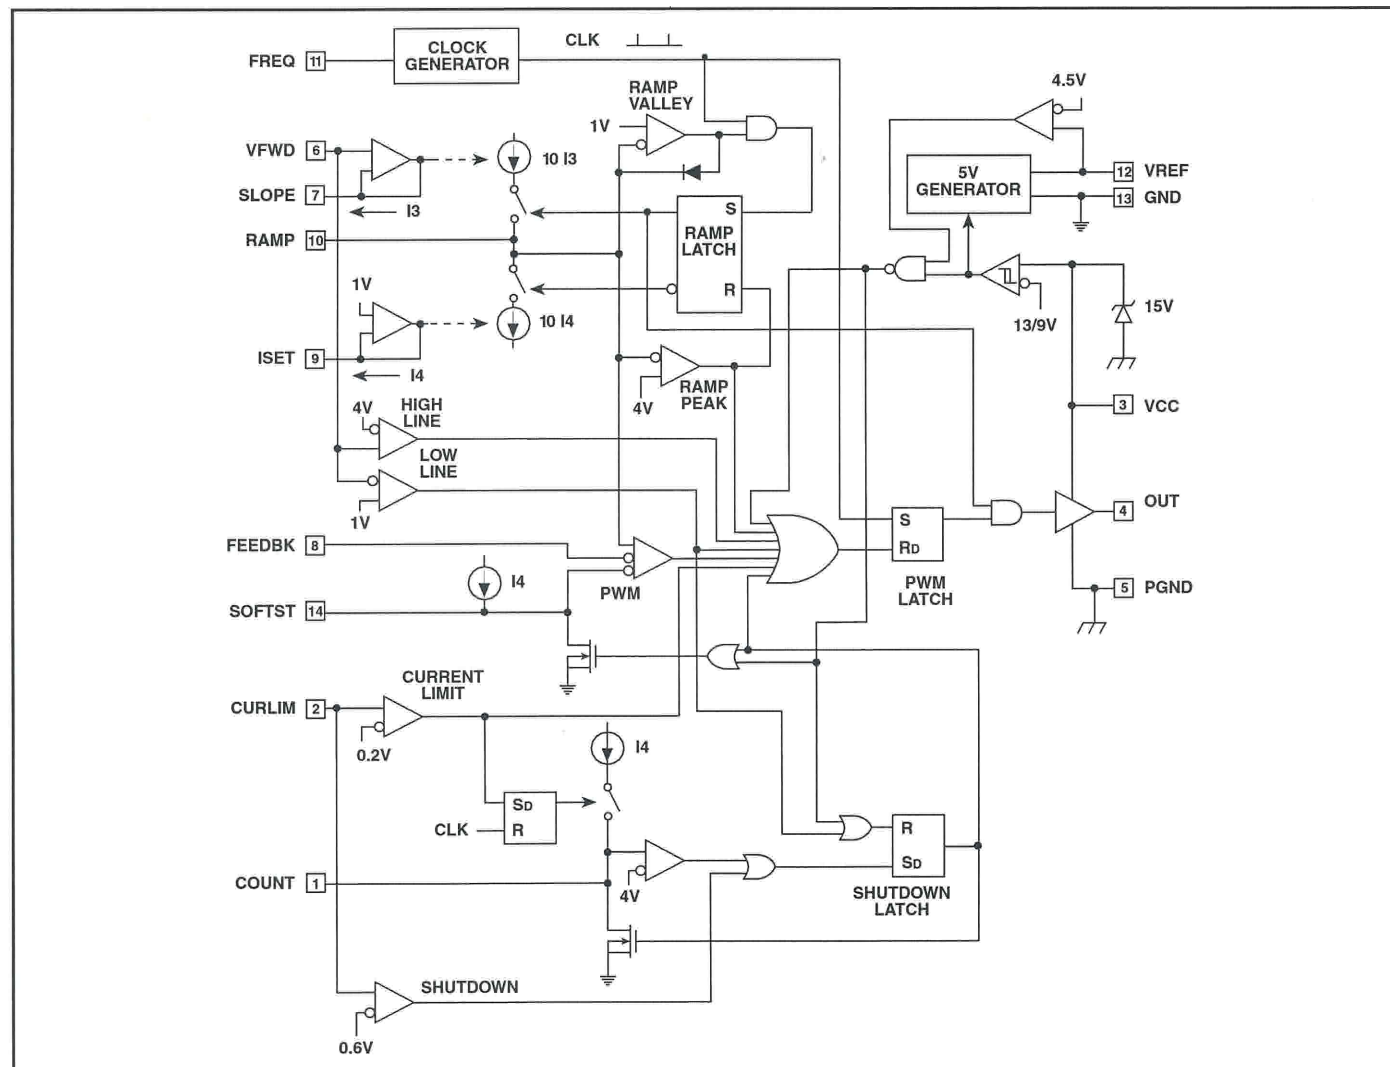 CLK
FREQ 11
CLOCK
GENERATOR
4.5V
RAMP
VALLEY
1V
VFWD 6
10 I3
5V
GENERATOR
12 VREF
SLOPE 7
I3
S
13 GND
RAMP 10
RAMP
LATCH
1V
R
15V
10 I4
13/9V
ISET 9
I4
RAMP
PEAK
4V
4V
HIGH
LINE
3 VCC
LOW
LINE
1V
4 OUT
S
FEEDBK 8
RD
I4
PWM
PWM
LATCH
5 PGND
SOFTST 14
CURRENT
LIMIT
CURLIM 2
0.2V
I4
SD
CLK
R
R
SD
COUNT 1
4V
SHUTDOWN
LATCH
SHUTDOWN
0.6V